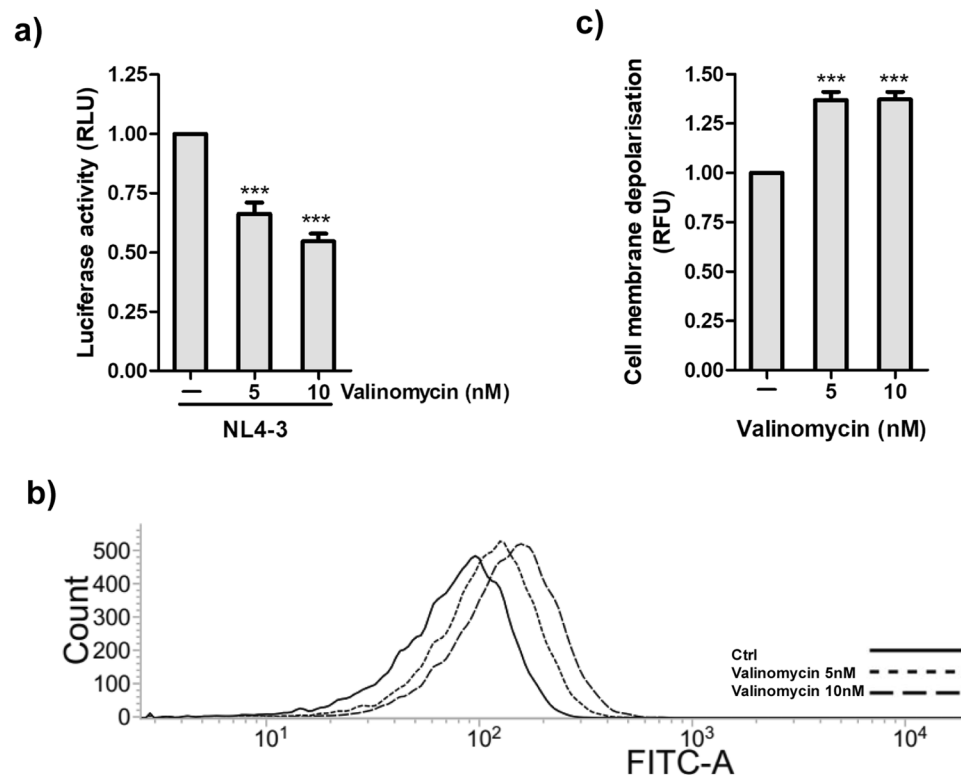 a)
Luciferase activity (RLU)
1.25
1.00
0.75
0.50
0.25
0.00
***
***
– 5 10 Valinomycin (nM)
NL4-3
c)
Cell membrane depolarisation
(RFU)
1.50
1.25
1.00
0.75
0.50
0.25
0.00
*** ***
– 5 10
Valinomycin (nM)
b)
Count
500
400
300
200
100
0
10¹ 10² 10³ 10⁴
FITC-A
Ctrl
Valinomycin 5nM
Valinomycin 10nM